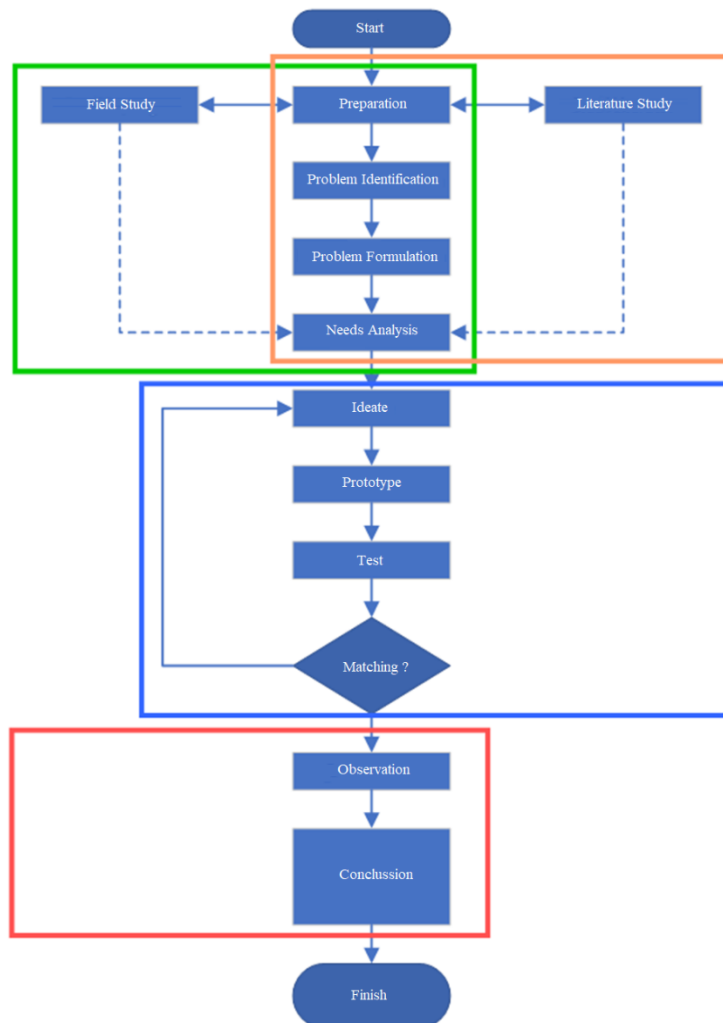 Start
Field Study
Preparation
Literature Study
Problem Identification
Problem Formulation
Needs Analysis
Ideate
Prototype
Test
Matching ?
Observation
Conclussion
Finish